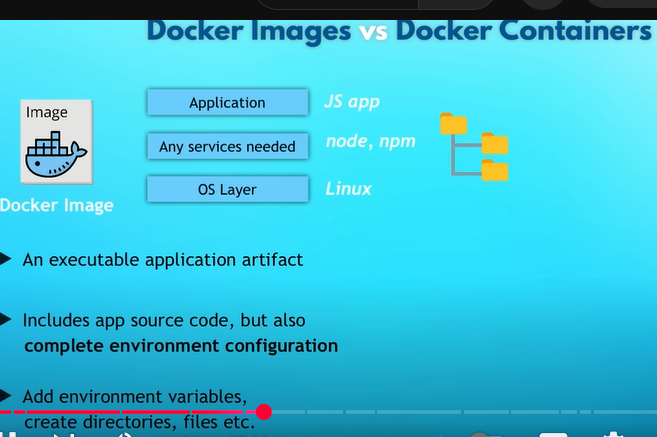 Docker Images vs Docker Containers
Image
Application
JS app
Any services needed
node, npm
OS Layer
Linux
Docker Image
An executable application artifact
Includes app source code, but also
complete environment configuration
Add environment variables,
create directories, files etc.